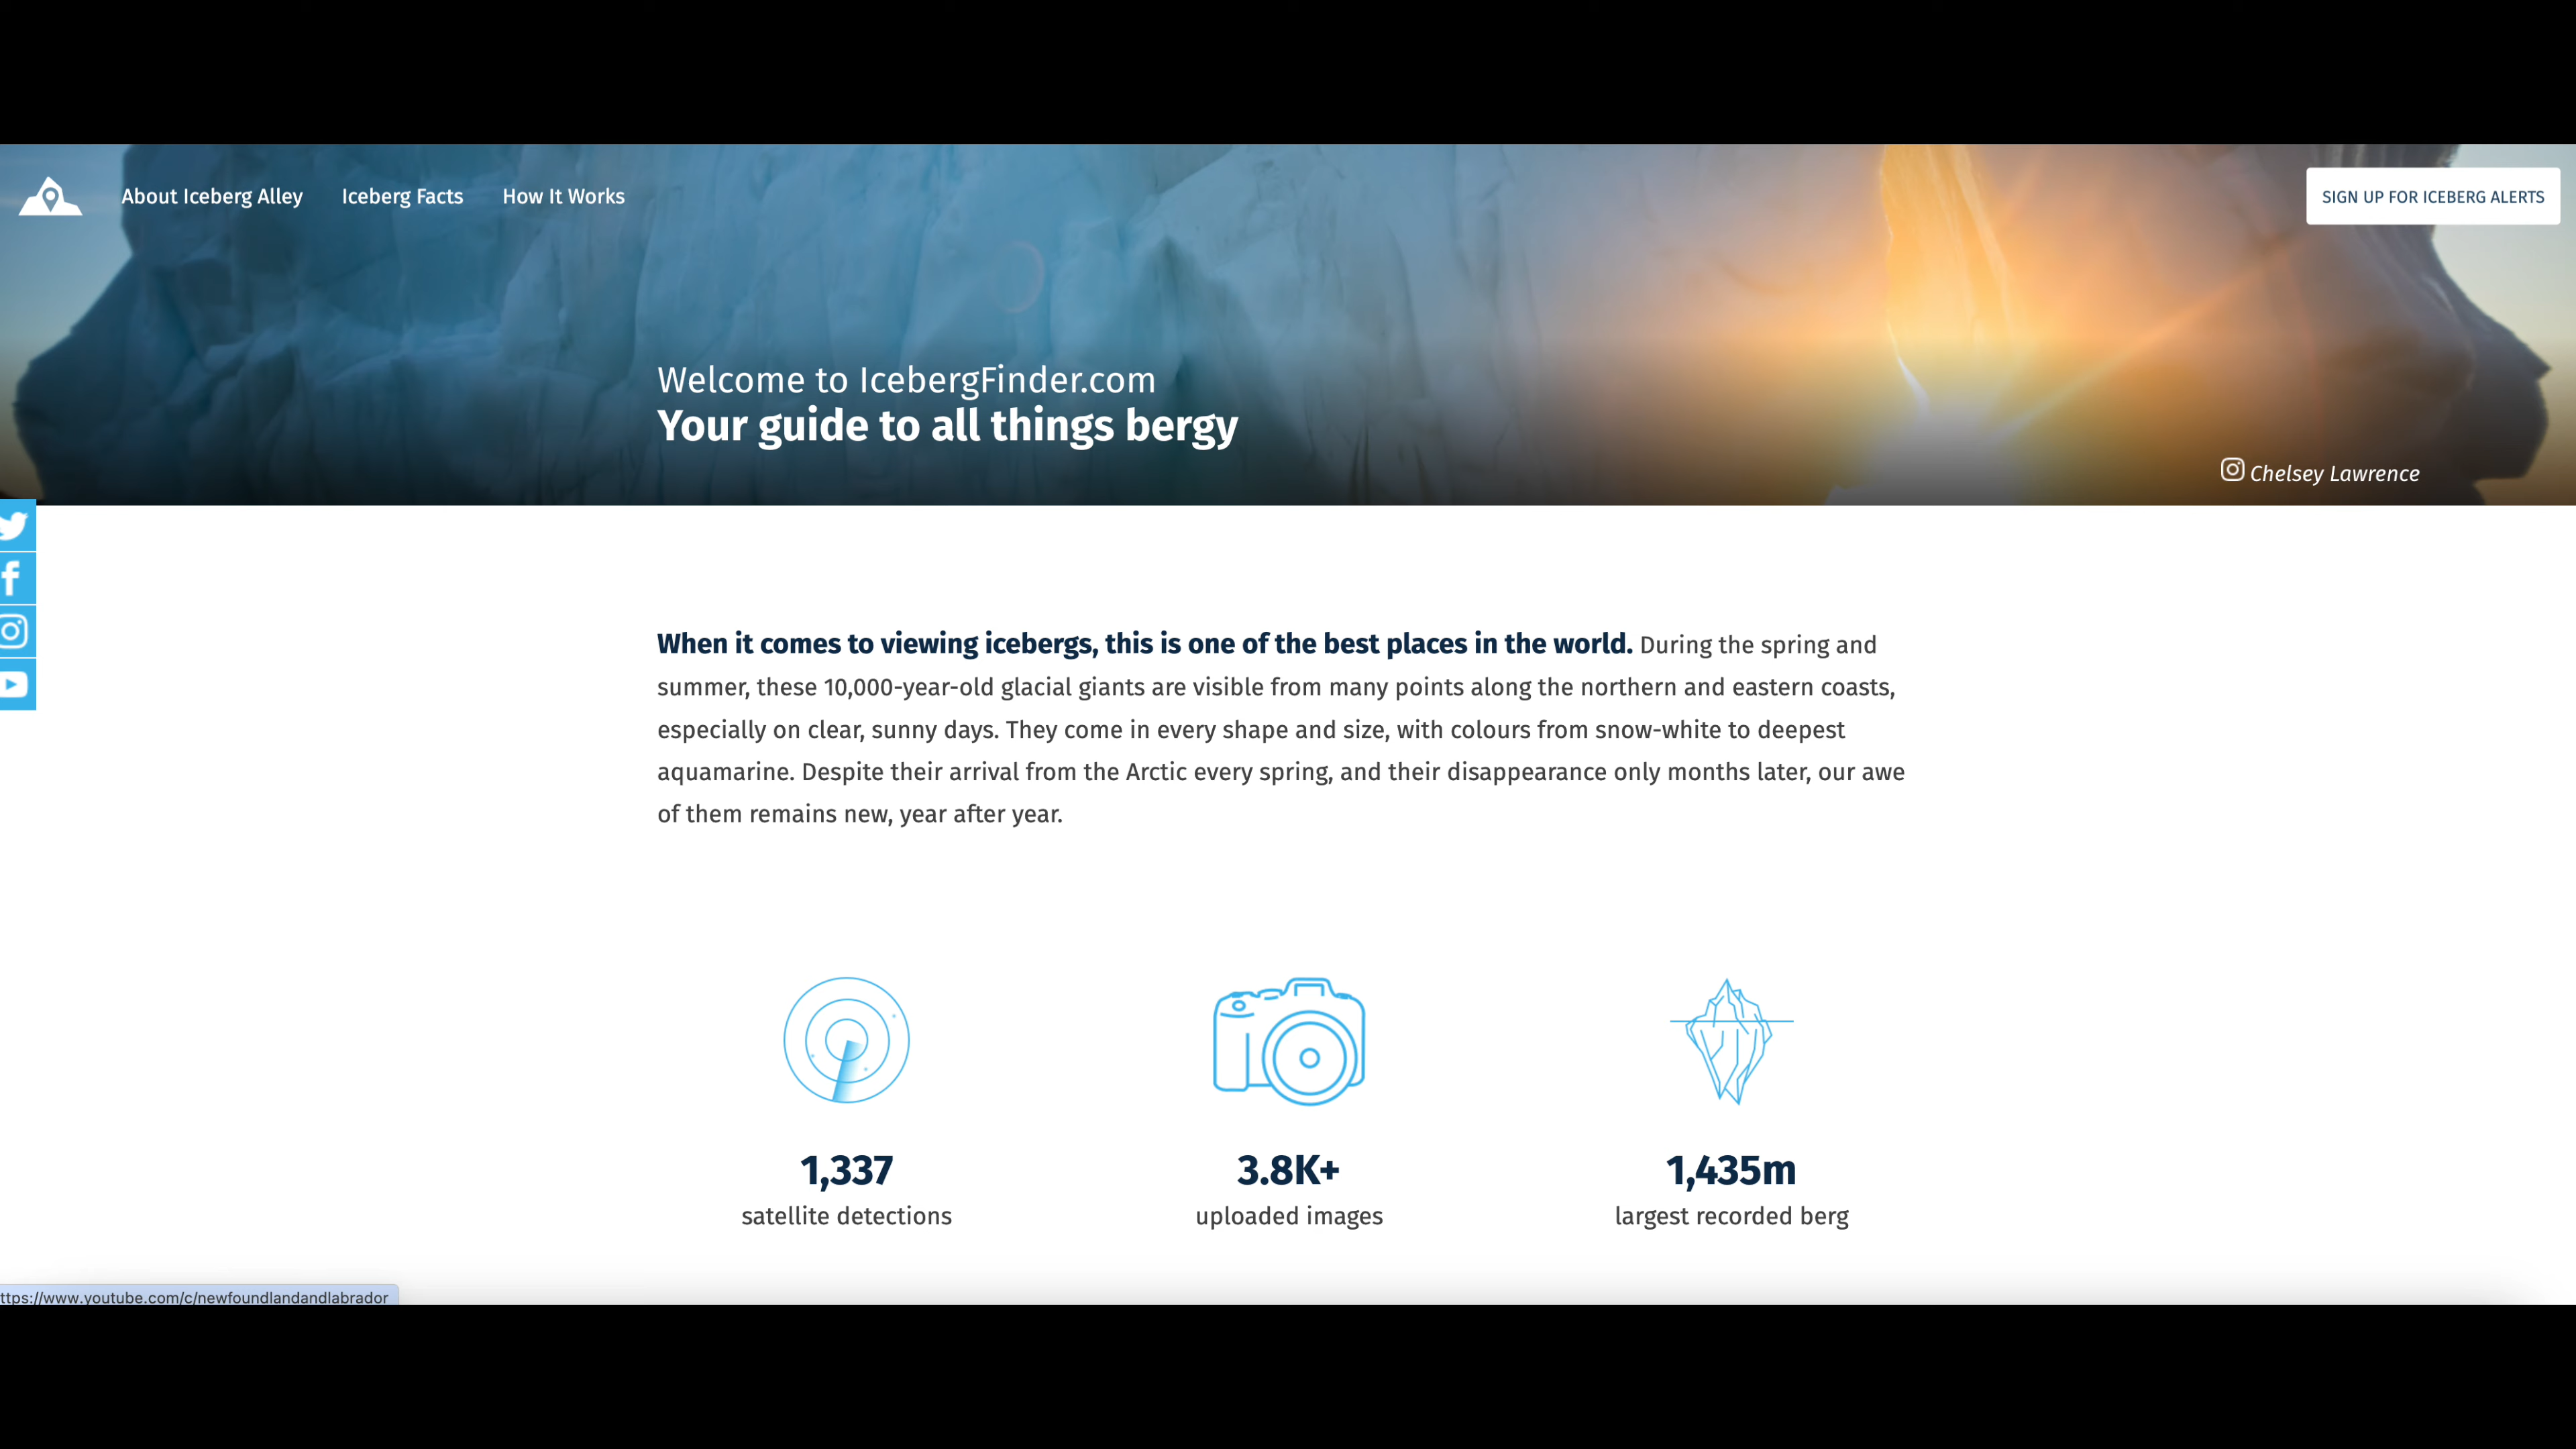 About Iceberg Alley Iceberg Facts How It Works
SIGN UP FOR ICEBERG ALERTS
Welcome to IcebergFinder.com
Your guide to all things bergy
Chelsey Lawrence
When it comes to viewing icebergs, this is one of the best places in the world. During the spring and
summer, these 10,000-year-old glacial giants are visible from many points along the northern and eastern coasts,
especially on clear, sunny days. They come in every shape and size, with colours from snow-white to deepest
aquamarine. Despite their arrival from the Arctic every spring, and their disappearance only months later, our awe
of them remains new, year after year.
1,337
satellite detections
3.8K+
uploaded images
1,435m
largest recorded berg
ttps://www.youtube.com/c/newfoundlandandlabrador